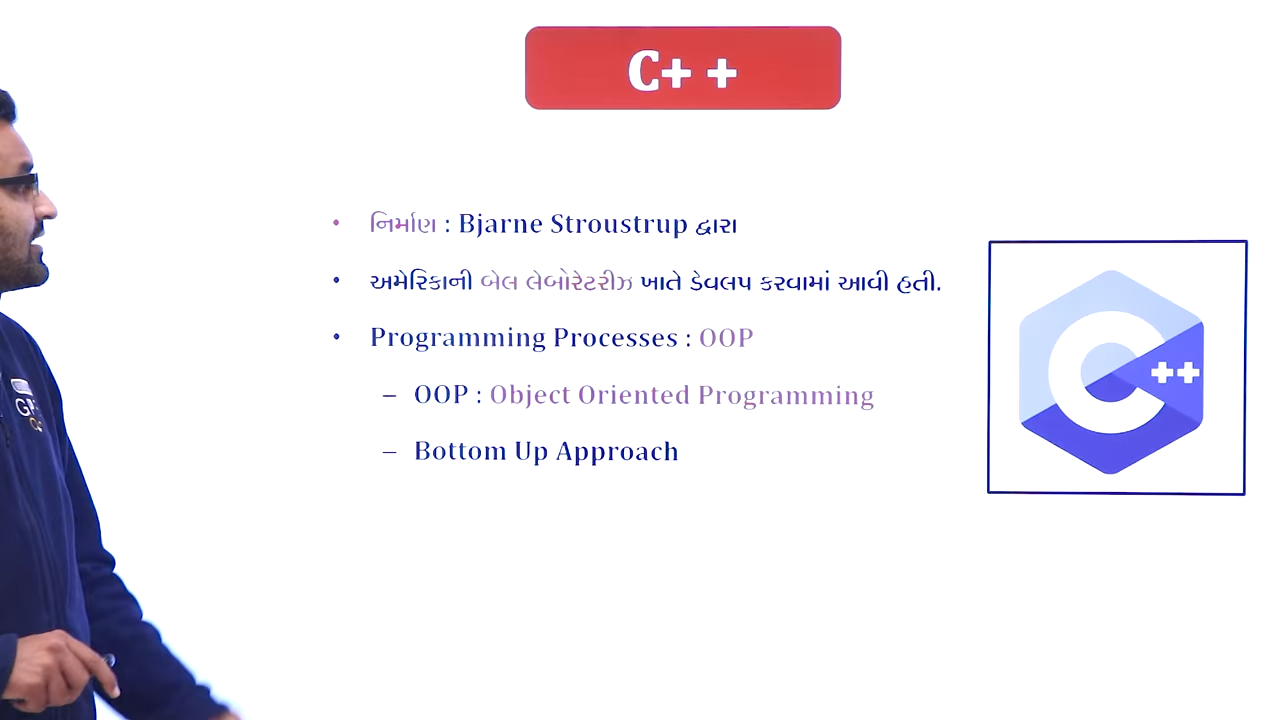 C++
• નિર્માણ : Bjarne Stroustrup દ્વારા
• અમેરિકાની બેલ લેબોરેટરીઝ ખાતે ડેવલપ કરવામાં આવી હતી.
• Programming Processes : OOP
– OOP : Object Oriented Programming
– Bottom Up Approach
C++